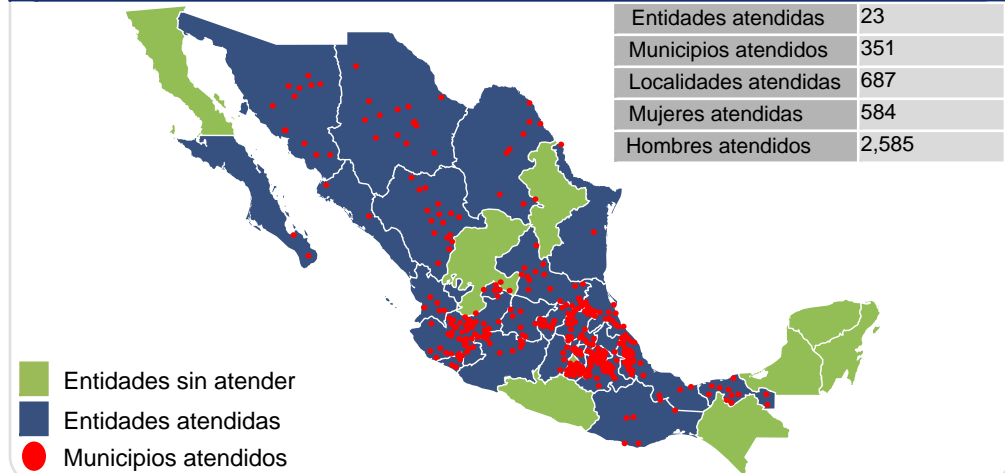 Entidades atendidas 23
Municipios atendidos 351
Localidades atendidas 687
Mujeres atendidas 584
Hombres atendidos 2,585
Entidades sin atender
Entidades atendidas
Municipios atendidos